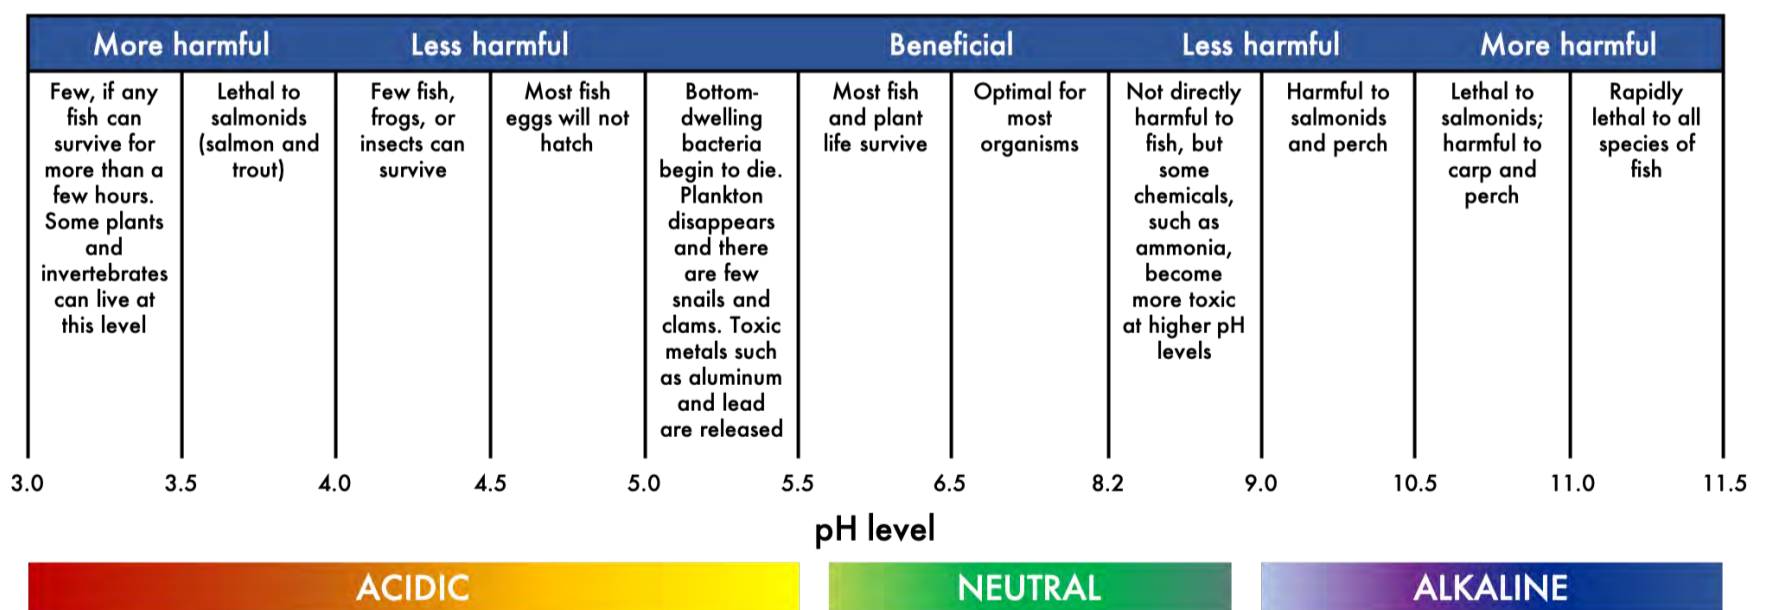 More harmful
Less harmful
Beneficial
Less harmful
More harmful
Few, if any
fish can
survive for
more than a
few hours.
Some plants
and
invertebrates
can live at
this level
Lethal to
salmonids
(salmon and
trout)
Few fish,
frogs, or
insects can
survive
Most fish
eggs will not
hatch
Bottom-
dwelling
bacteria
begin to die.
Plankton
disappears
and there
are few
snails and
clams. Toxic
metals such
as aluminum
and lead
are released
Most fish
and plant
life survive
Optimal for
most
organisms
Not directly
harmful to
fish, but
some
chemicals,
such as
ammonia,
become
more toxic
at higher pH
levels
Harmful to
salmonids
and perch
Lethal to
salmonids;
harmful to
carp and
perch
Rapidly
lethal to all
species of
fish
3.0 3.5 4.0 4.5 5.0 5.5 6.5 8.2 9.0 10.5 11.0 11.5
pH level
ACIDIC
NEUTRAL
ALKALINE